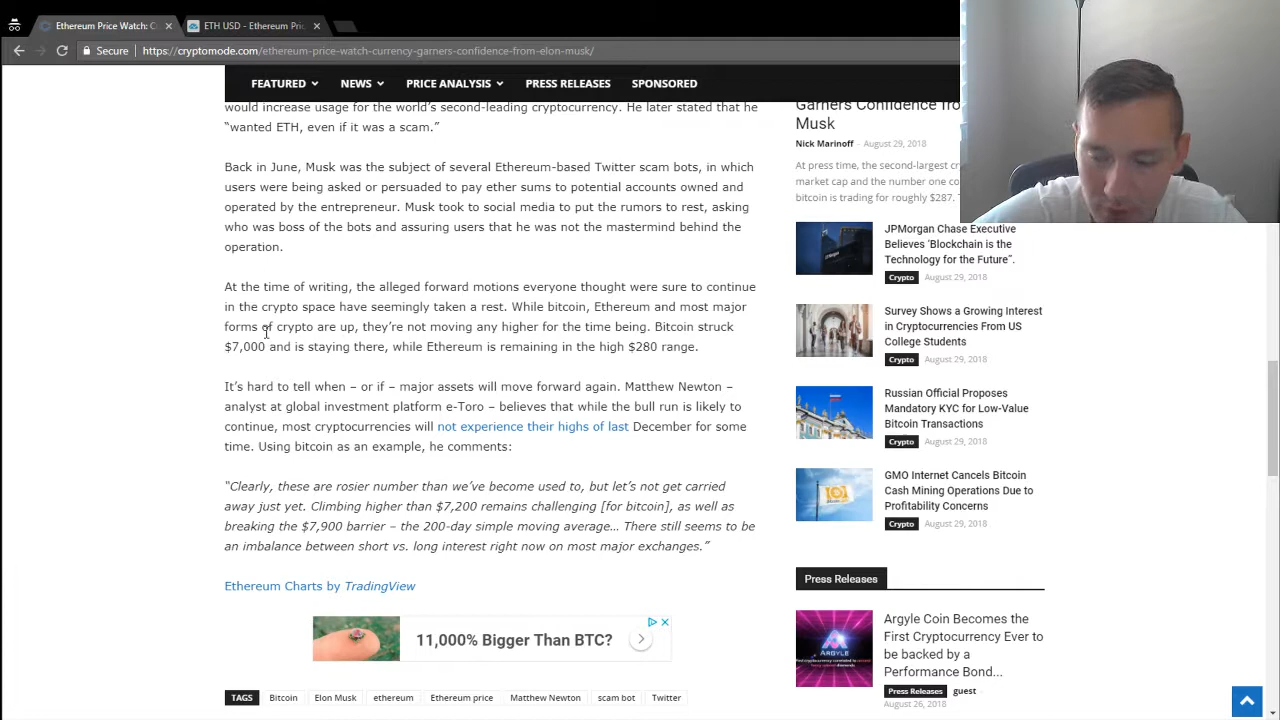 Ethereum Price Watch: Currency Ga
ETH USD -
Secure
https://cryptomode.com/ethereum-price-watch-currency-garners-confidence-from-elon-musk/
FEATURED
NEWS
PRICE ANALYSIS
PRESS RELEASES
SPONSORED
would increase usage for the world's second-leading cryptocurrency. He later stated that he
"wanted ETH, even if it was a scam."
Back in June, Musk was the subject of several Ethereum-based Twitter scam bots, in which
users were being asked or persuaded to pay ether sums to potential accounts owned and
operated by the entrepreneur. Musk took to social media to put the rumors to rest, asking
who was of the bots and assuring users that he was not the mastermind behind the
operation.
At the time of writing, the alleged forward motion everyone thought were sure to continue
in the crypto space have seemingly taken a rest. While bitcoin, Ethereum and most major
forms of crypto are up, they're not moving any higher for the time being. Bitcoin struck
$7,000 and is staying there, while Ethereum is remaining in the high $280 range.
It's hard to tell when – or if – major assets will move forward again. Matthew Newton –
analyst at global investment platform e-Toro – believes that while the bull run is likely to
continue, most cryptocurrencies will not experience their highs of last December for some
time. Using bitcoin as an example, he comments:
"Clearly, these are rosier number than we've become used to, but let's not get carried
away just yet. Climbing higher than $7,200 remains challenging [for bitcoin], as well as
breaking the $7,900 barrier – the 200-day simple moving average… There still seems to be
an imbalance between short vs. long interest right now on most major exchanges."
Ethereum Charts by TradingView
11,000% Bigger Than BTC?
TAGS
Bitcoin
Elon Musk
ethereum
Ethereum price
Matthew Newton
scam bot
Twitter
Garners Confidence from
Musk
Nick Marinoff - August 29, 2018
At press time, the second-largest
market cap and the number one
bitcoin is trading for roughly $287.
JPMorgan Chase Executive
Believes 'Blockchain is the
Technology for the Future".
Crypto August 29, 2018
Survey Shows a Growing Interest
in Cryptocurrencies From US
College Students
Crypto August 29, 2018
Russian Official Proposes
Mandatory KYC for Low-Value
Bitcoin Transactions
Crypto August 29, 2018
GMO Internet Cancels Bitcoin
Cash Mining Operations Due to
Profitability Concerns
Crypto August 29, 2018
Press Releases
Argyle Coin Becomes the
First Cryptocurrency Ever to
be backed by a
Performance Bond...
Press Releases guest -
August 26, 2018
ARGYLE